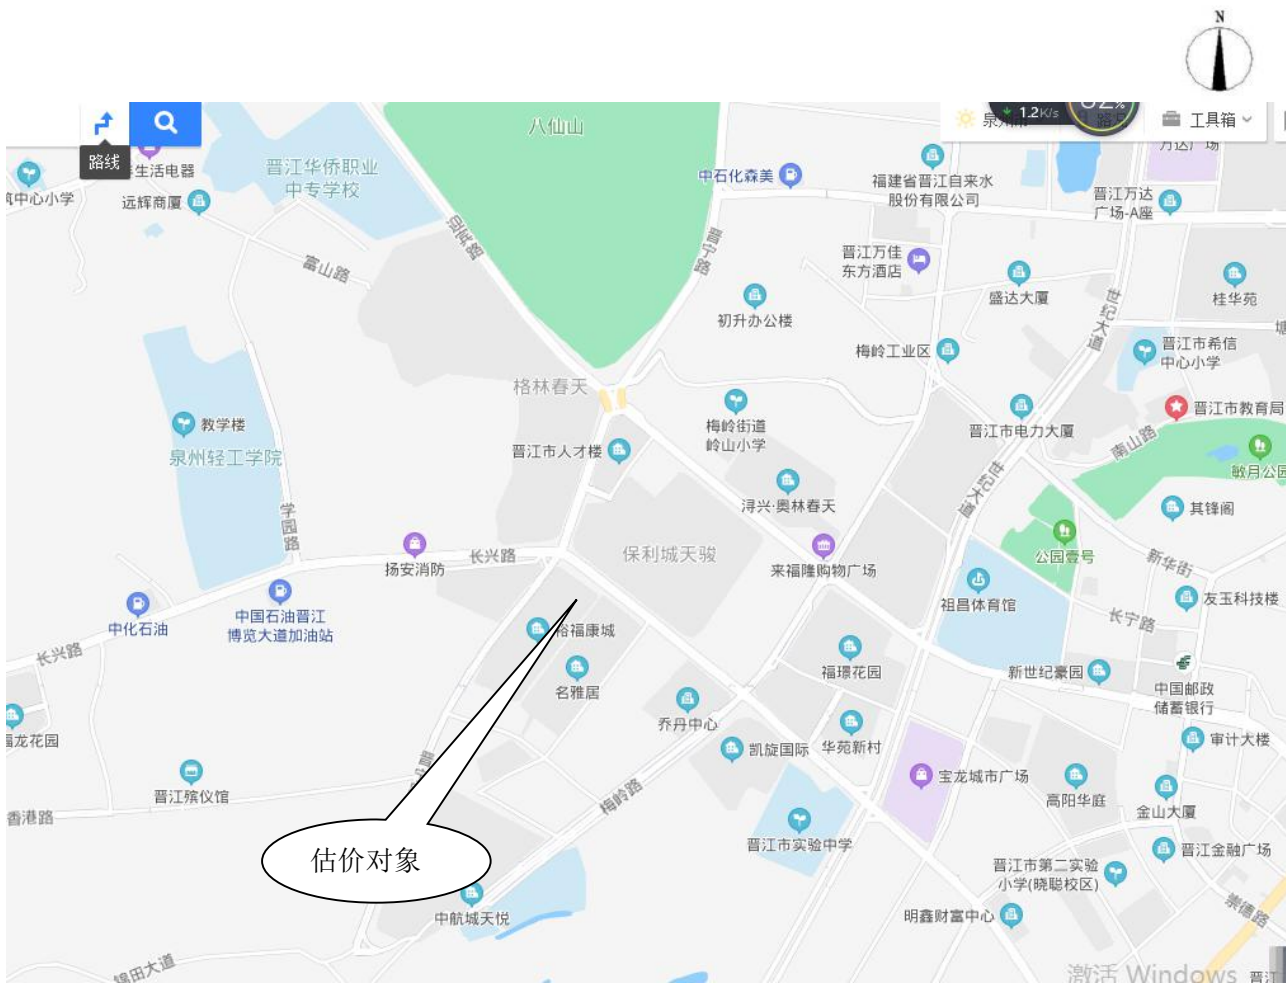 N
1.2K/s
工具箱
路线
生活电器
中心小学
远辉商厦
晋江华侨职业
中专学校
八仙山
中石化森美
福建省晋江自来水
股份有限公司
晋江万达
广场-A座
富山路
晋宁路
晋江万佳
东方酒店
盛达大厦
桂华苑
世纪大道
初升办公楼
梅岭工业区
晋江市希信
中心小学
格林春天
梅岭街道
岭山小学
晋江市教育局
晋江市电力大厦
南山路
教学楼
泉州轻工学院
晋江市人才楼
敏月公园
世纪大道
浔兴·奥林春天
其锋阁
学园路
长兴路
保利城天骏
来福隆购物广场
公园壹号
新华街
扬安消防
祖昌体育馆
友玉科技楼
中化石油
中国石油晋江
博览大道加油站
长宁路
裕福康城
长兴路
福璟花园
新世纪豪园
中国邮政
储蓄银行
名雅居
乔丹中心
龙花园
凯旋国际
华苑新村
审计大楼
晋江殡仪馆
梅岭路
宝龙城市广场
高阳华庭
金山大厦
香港路
晋江市实验中学
估价对象
晋江金融广场
晋江市第二实验
小学(晓聪校区)
中航城天悦
明鑫财富中心
崇德路
锦田大道
激活 Windows
晋江